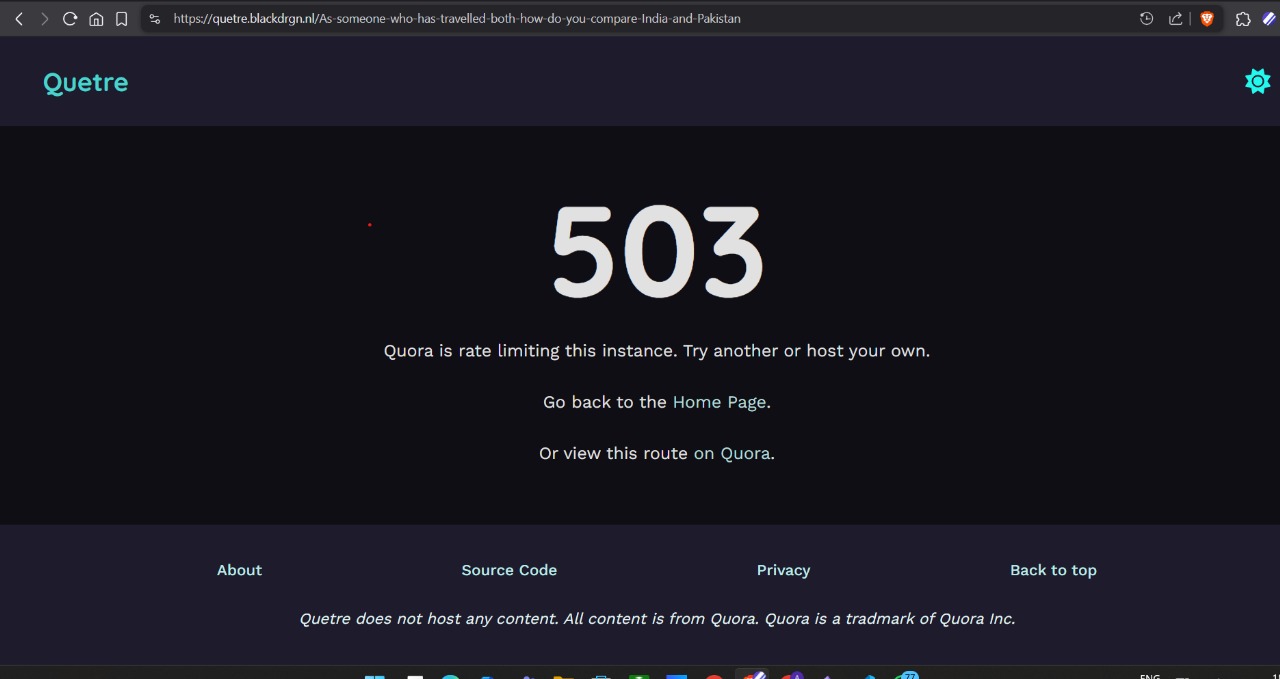 https://quetre.blackdrgn.nl/As-someone-who-has-travelled-both-how-do-you-compare-India-and-Pakistan
Quetre
503
Quora is rate limiting this instance. Try another or host your own.
Go back to the Home Page.
Or view this route on Quora.
About Source Code Privacy Back to top
Quetre does not host any content. All content is from Quora. Quora is a tradmark of Quora Inc.
77
ENG